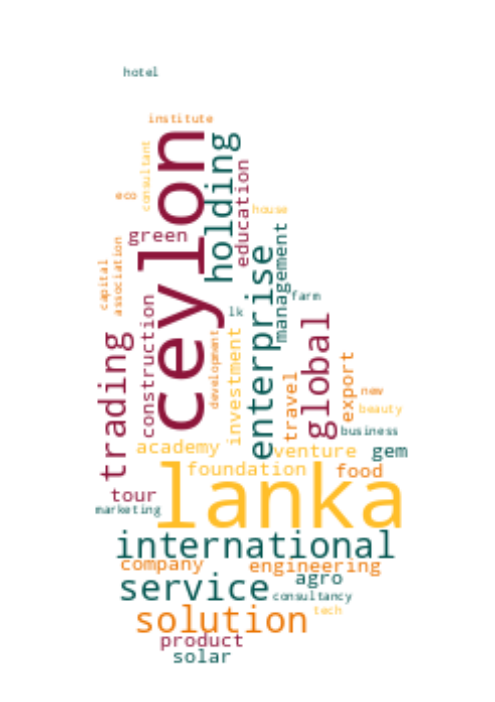 hotel
institute
ceylon
holding
consultant
education
eco
house
green
management
enterprise
capital
association
farm
lk
construction
development
investment
global
trading
travel
export
new
beauty
business
academy
venture
gem
foundation
food
lanka
tour
marketing
international
company
engineering
agro
service
consultancy
solution
tech
product
solar